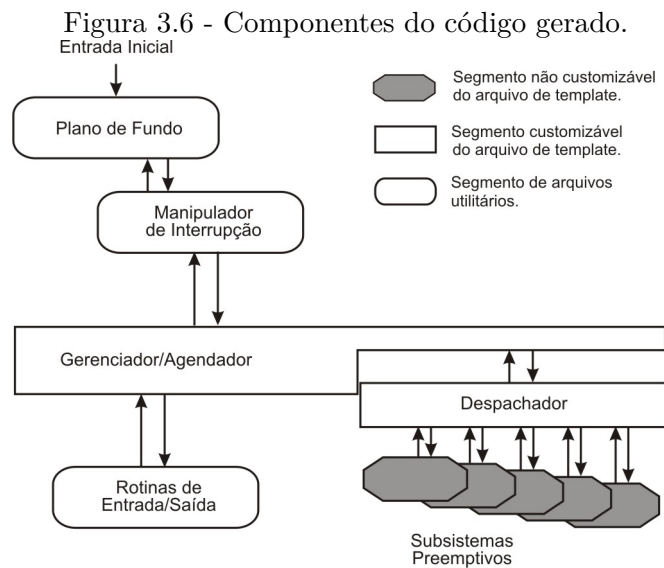 Figura 3.6 - Componentes do código gerado.
Entrada Inicial
Plano de Fundo
Manipulador
de Interrupção
Gerenciador/Agendador
Rotinas de
Entrada/Saída
Segmento não customizável
do arquivo de template.
Segmento customizável
do arquivo de template.
Segmento de arquivos
utilitários.
Despachador
Subsistemas
Preemptivos